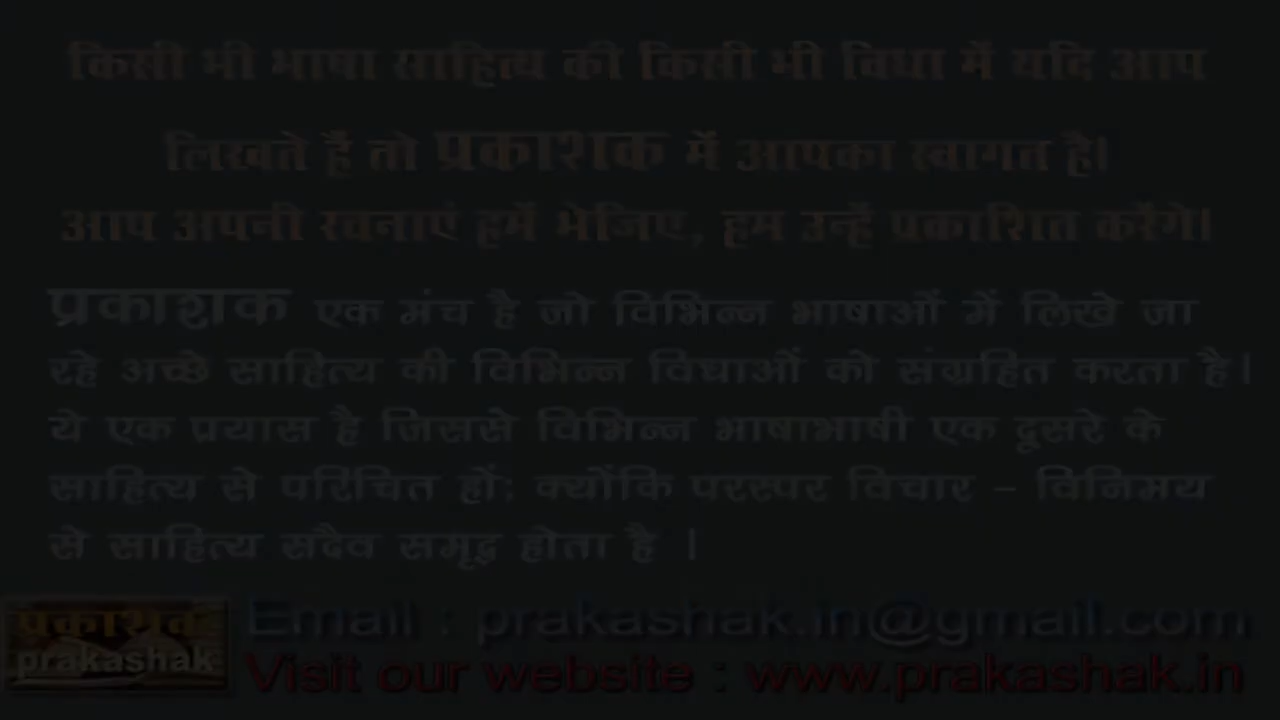 किसी भी भाषा साहित्य की किसी भी विधा में यदि आप
लिखते हैं तो प्रकाशक में आपका स्वागत है।
आप अपनी रचनाएं हमें भेजिए, हम उन्हें प्रकाशित करेंगे।
प्रकाशक एक मंच है जो विभिन्न भाषाओं में लिखे जा
रहे अच्छे साहित्य की विभिन्न विधाओं को संग्रहित करता है।
ये एक प्रयास है जिससे विभिन्न भाषाभाषी एक दूसरे के
साहित्य से परिचित हों; क्योंकि परस्पर विचार – विनिमय
से साहित्य सदैव समृद्ध होता है ।
प्रकाशक
prakashak
Email : prakashak.in@gmail.com
Visit our website : www.prakashak.in